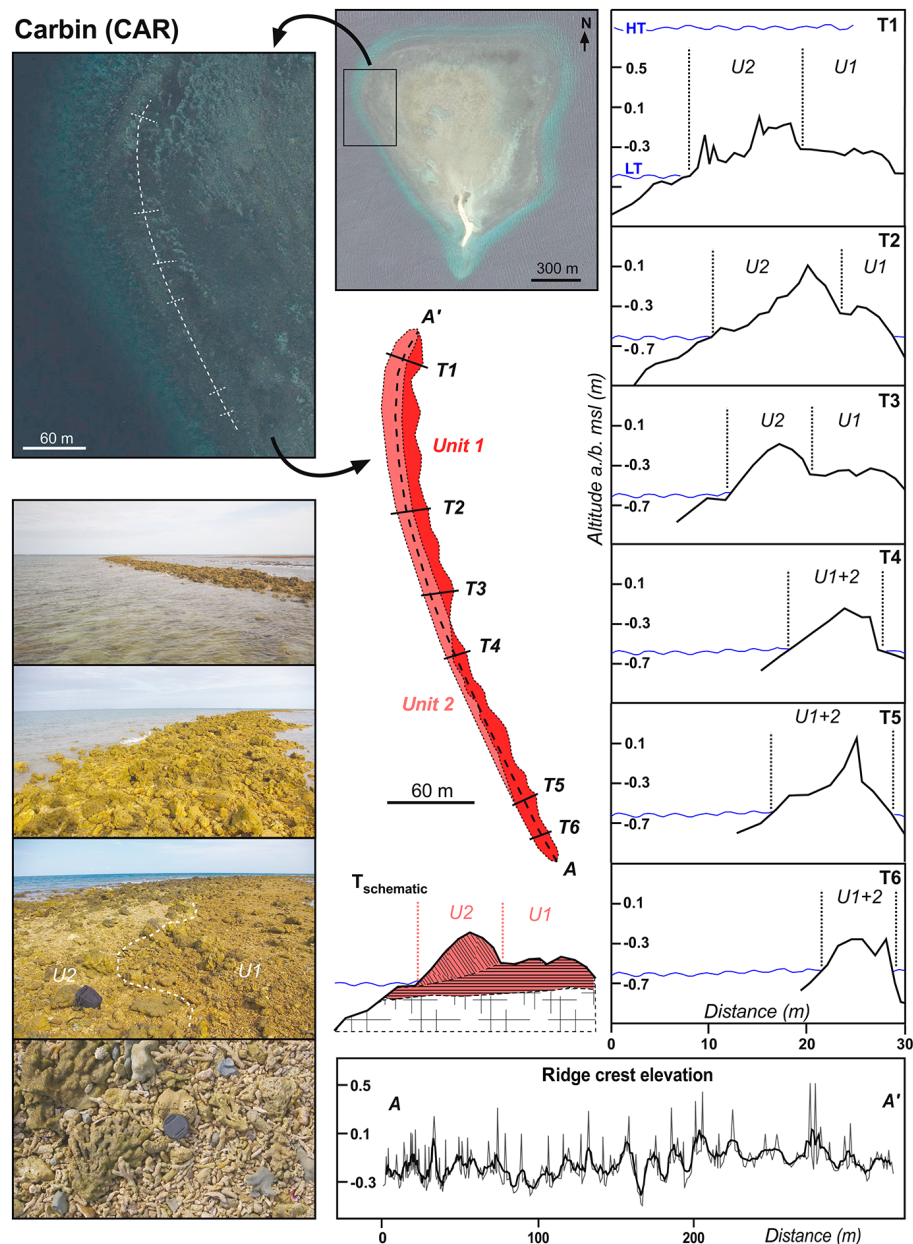 Carbin (CAR)
60 m
N
300 m
A'
T1
Unit 1
T2
T3
T4
Unit 2
60 m
T5
T6
A
U2
U1
Tschematic
U2
U1
T1
HT
U2
U1
0.5
0.1
-0.3
LT
T2
U2
U1
0.1
-0.3
-0.7
T3
U2
U1
0.1
-0.3
-0.7
Altitude a./b. msl (m)
T4
U1+2
0.1
-0.3
-0.7
T5
U1+2
0.1
-0.3
-0.7
T6
U1+2
0.1
-0.3
-0.7
Distance (m)
0 10 20 30
Ridge crest elevation
0.5
A A'
0.1
-0.3
0 100 200 Distance (m)